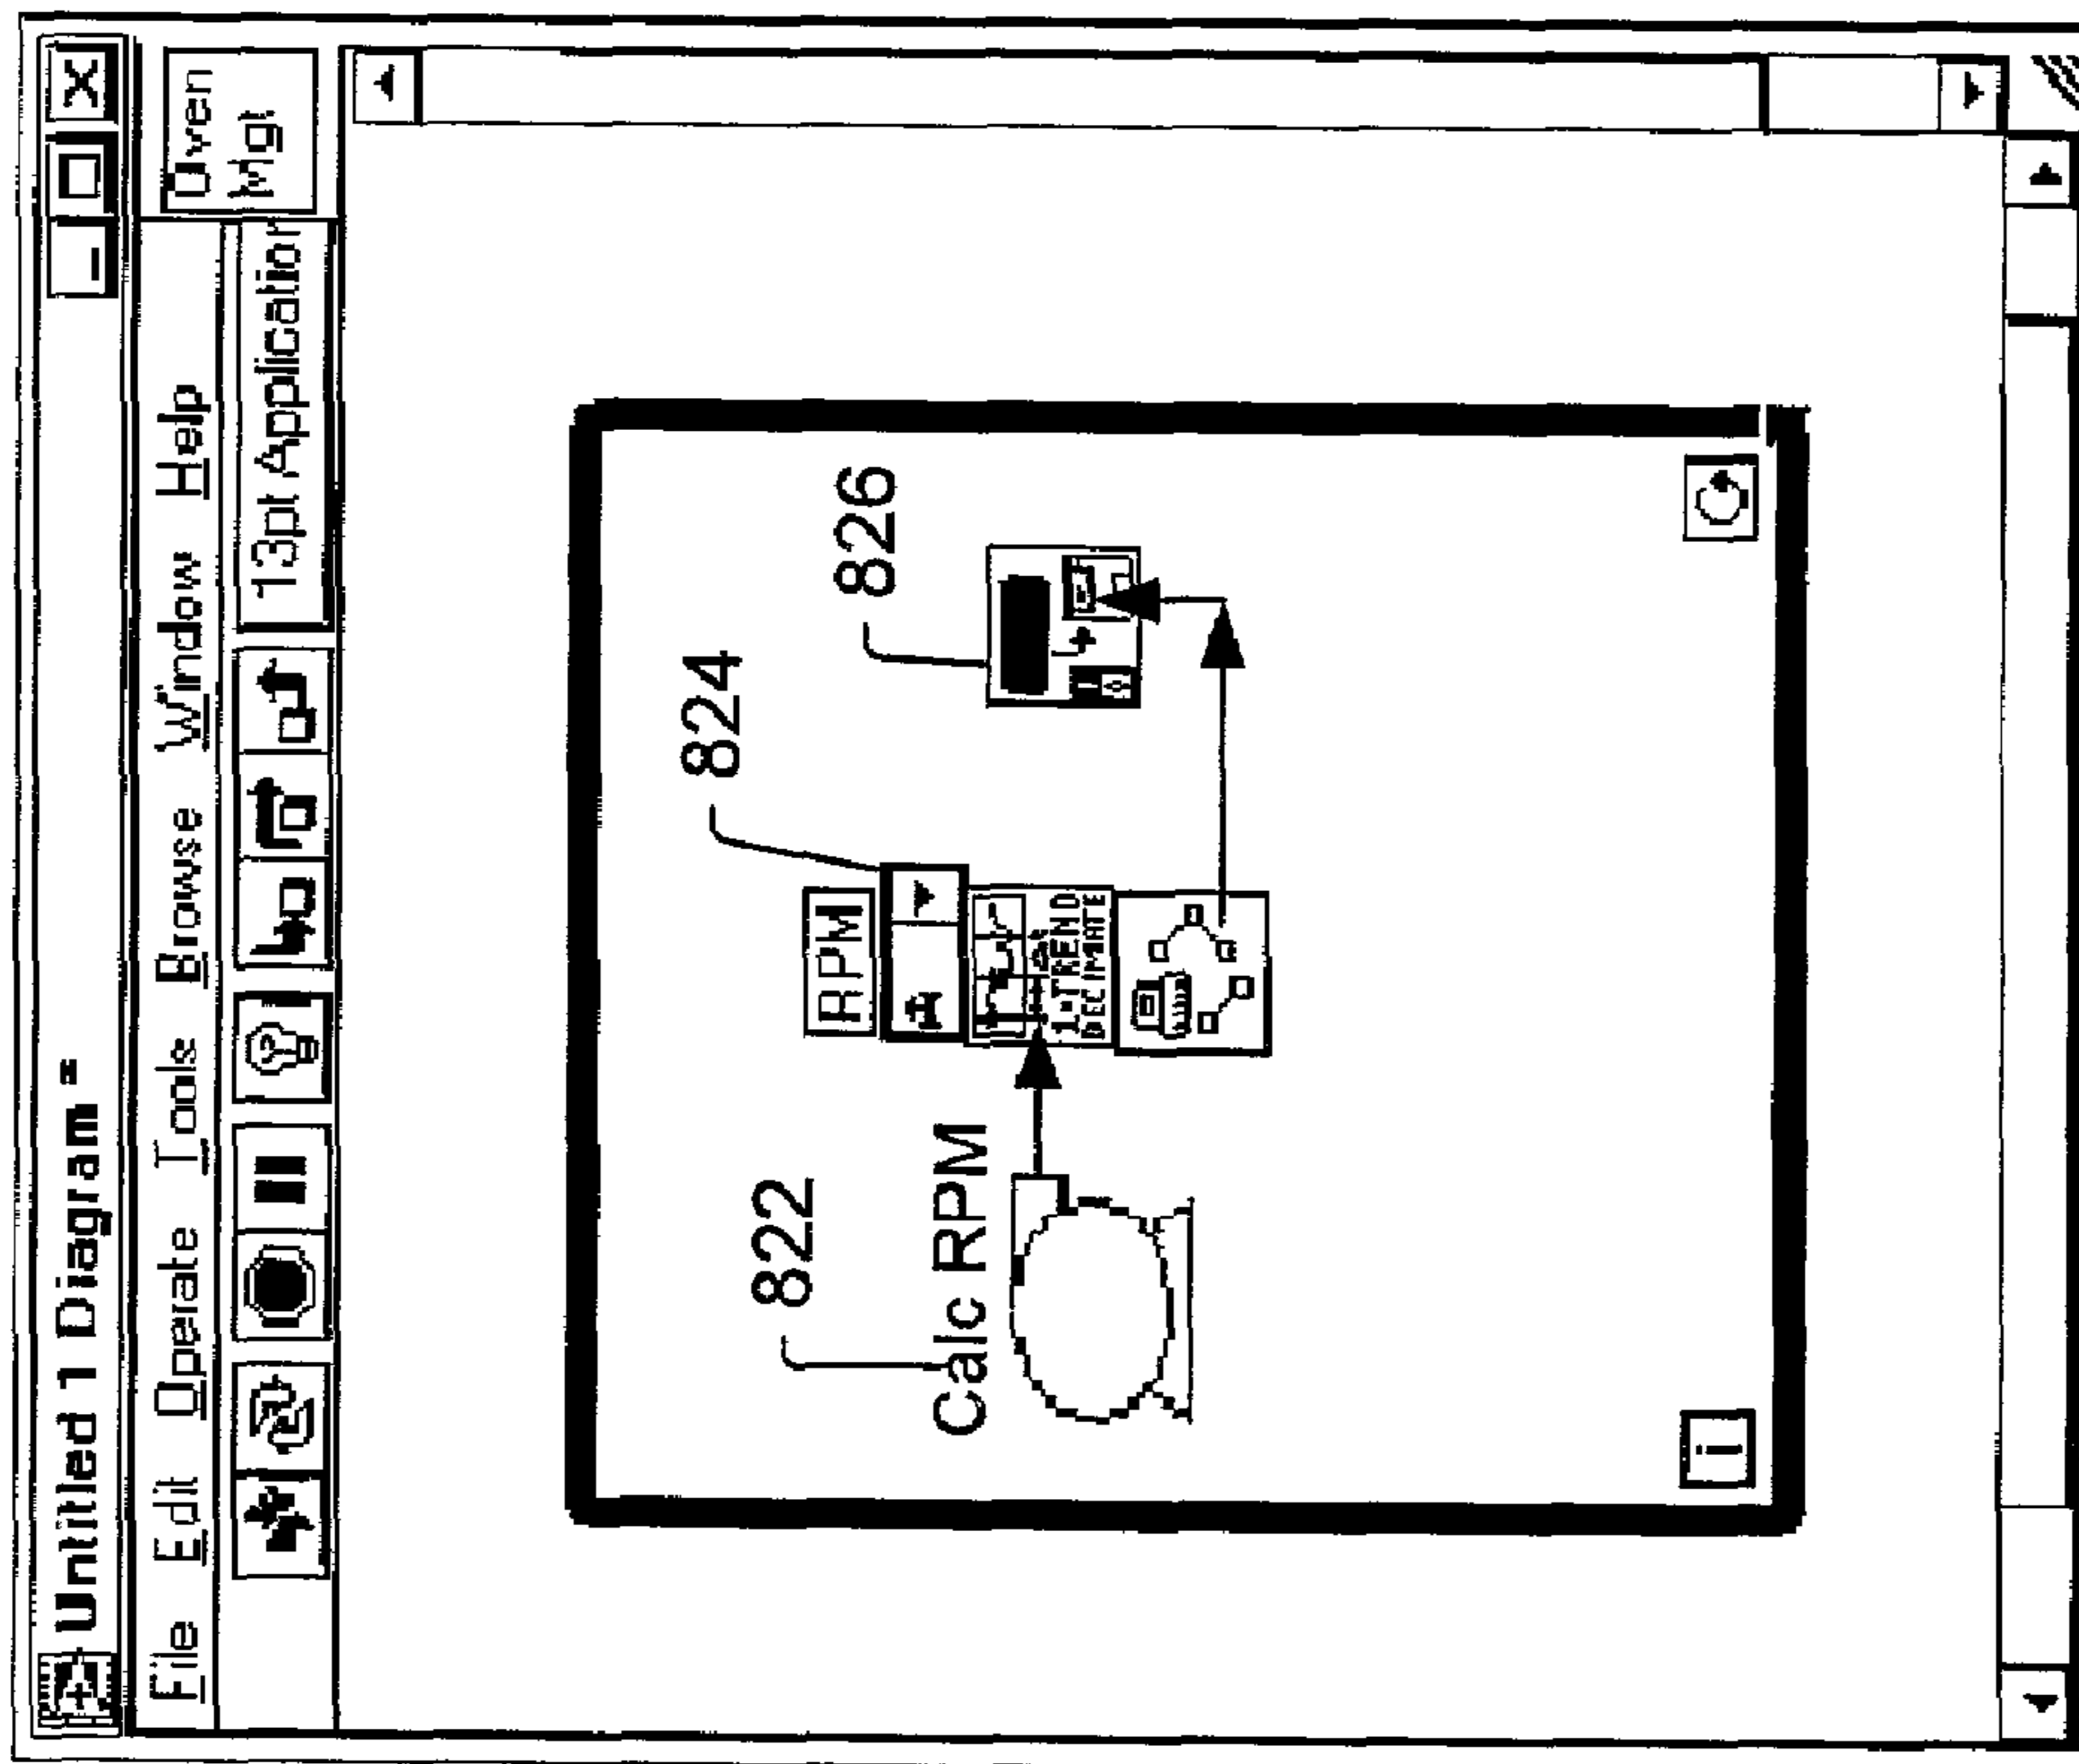 Untitled 1 Diagram *
File Edit Operate Tools Browse Window Help
13pt Application
Oven
Mgt
822
824
826
Calc RPM
RPM
1-TREND
DECIMATE
i